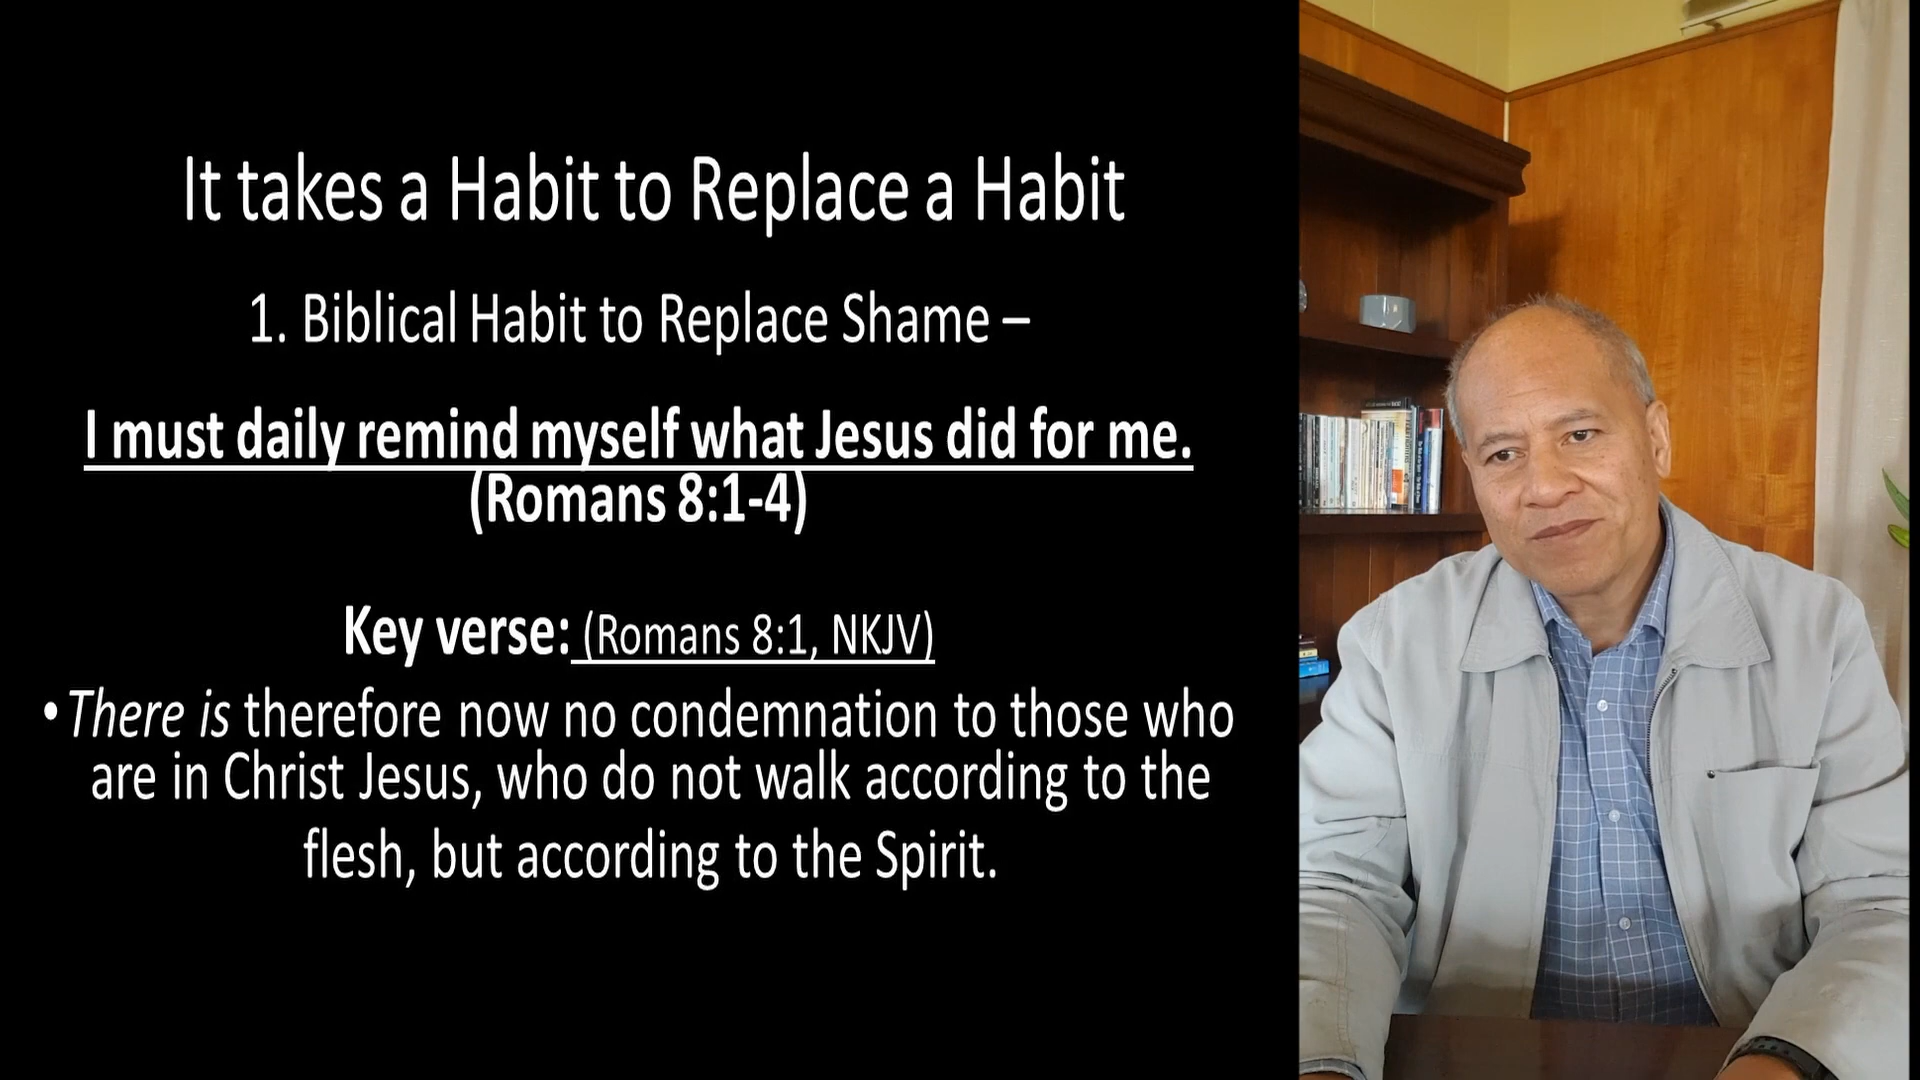 It takes a Habit to Replace a Habit
1. Biblical Habit to Replace Shame –
I must daily remind myself what Jesus did for me.
(Romans 8:1-4)
Key verse: (Romans 8:1, NKJV)
• There is therefore now no condemnation to those who
are in Christ Jesus, who do not walk according to the
flesh, but according to the Spirit.